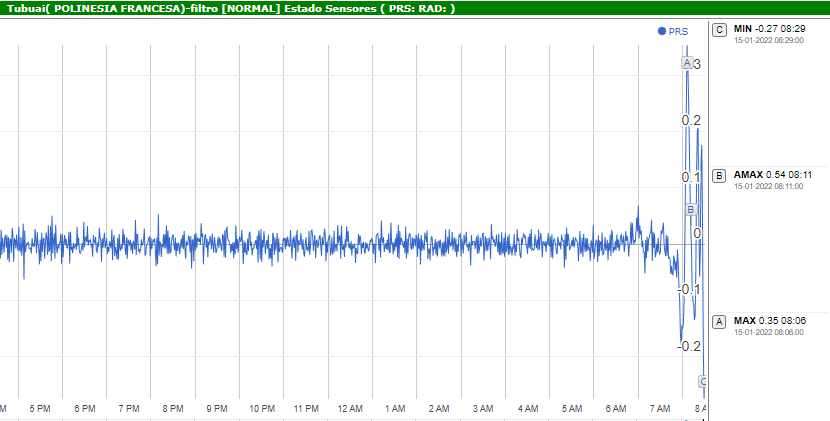 Tubuai( POLINESIA FRANCESA)-filtro [NORMAL] Estado Sensores ( PRS: RAD: )
PRS
C MIN -0.27 08:29
15-01-2022 08:29:00
A
3
0.2
0.1
B AMAX 0.54 08:11
15-01-2022 08:11:00
B
0
-0.1
A MAX 0.35 08:06
15-01-2022 08:06:00
-0.2
C
M 5 PM 6 PM 7 PM 8 PM 9 PM 10 PM 11 PM 12 AM 1 AM 2 AM 3 AM 4 AM 5 AM 6 AM 7 AM 8 A